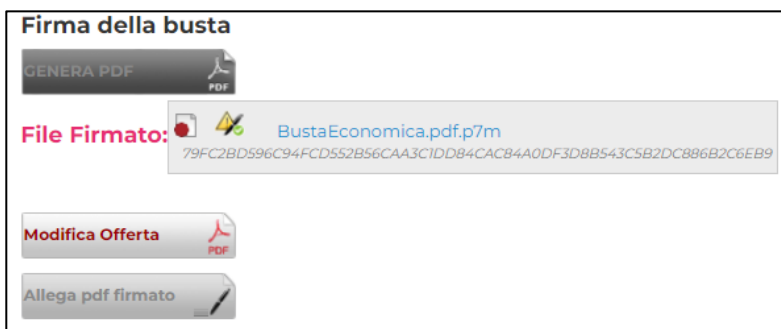 Firma della busta
GENERA PDF
PDF
File Firmato:
BustaEconomica.pdf.p7m
79FC2BD596C94FCD552B56CAA3C1DD84CAC84A0DF3D8B543C5B2DC886B2C6EB9
Modifica Offerta
PDF
Allega pdf firmato